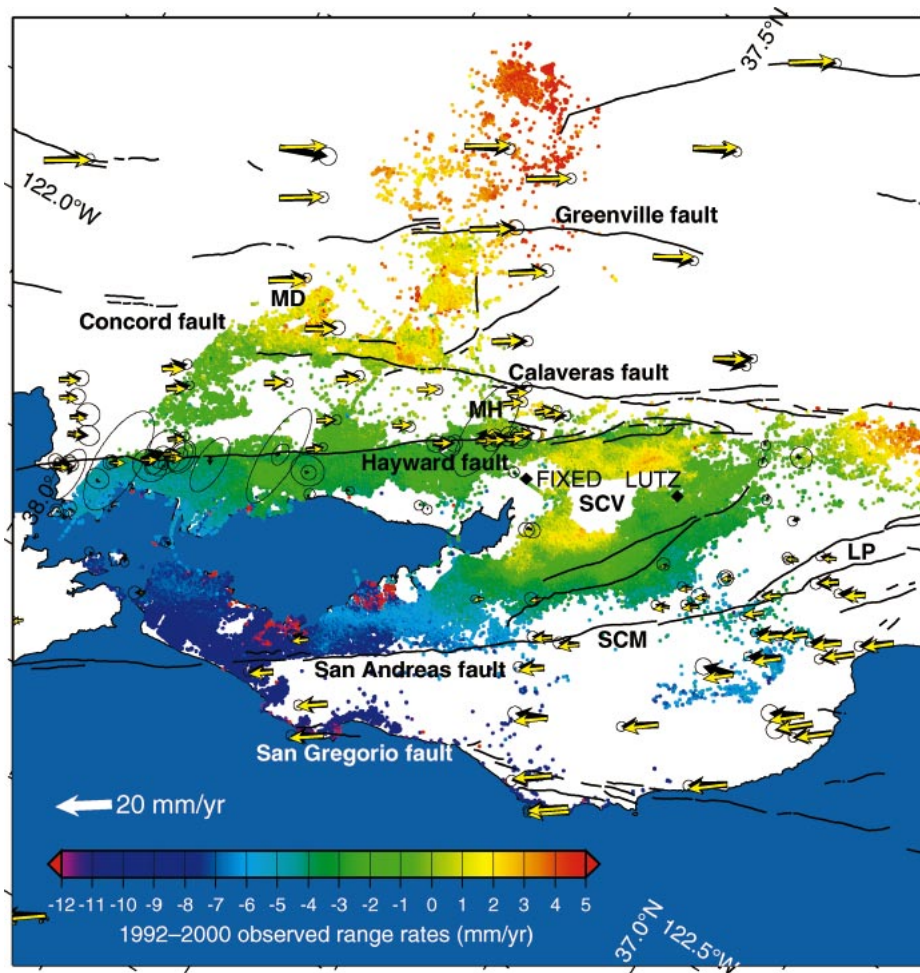 37.5°N
122.0°W
Greenville fault
MD
Concord fault
Calaveras fault
MH
Hayward fault
FIXED LUTZ
SCV
38.0°
LP
SCM
San Andreas fault
San Gregorio fault
20 mm/yr
-12 -11 -10 -9 -8 -7 -6 -5 -4 -3 -2 -1 0 1 2 3 4 5
1992–2000 observed range rates (mm/yr)
37.0°N
122.5°W